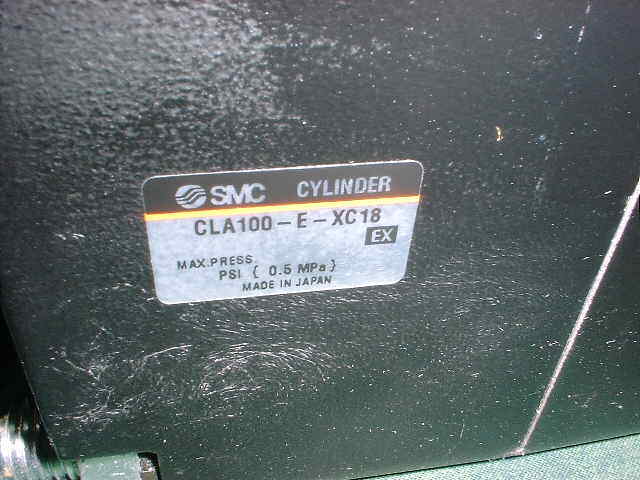 SMC CYLINDER
CLA100-E-XC18
EX
MAX.PRESS.
PSI { 0.5 MPa }
MADE IN JAPAN